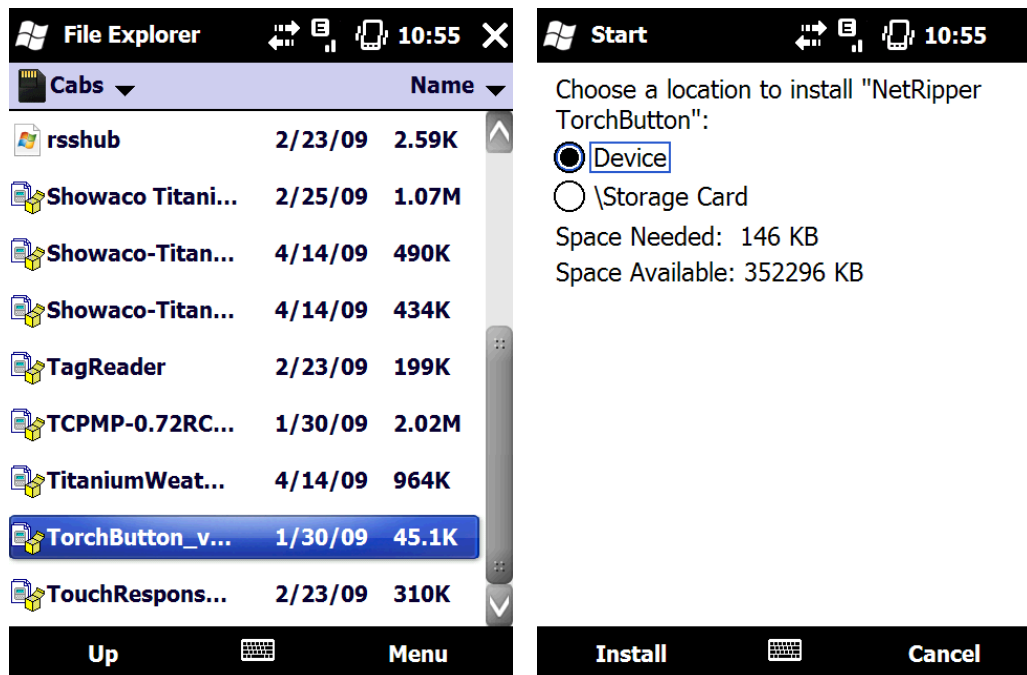 File Explorer E 10:55
Cabs Name
rsshub 2/23/09 2.59K
Showaco Titani... 2/25/09 1.07M
Showaco-Titan... 4/14/09 490K
Showaco-Titan... 4/14/09 434K
TagReader 2/23/09 199K
TCPMP-0.72RC... 1/30/09 2.02M
TitaniumWeat... 4/14/09 964K
TorchButton_v... 1/30/09 45.1K
TouchRespons... 2/23/09 310K
Up Menu
Start E 10:55
Choose a location to install "NetRipper
TorchButton":
Device
\Storage Card
Space Needed: 146 KB
Space Available: 352296 KB
Install Cancel